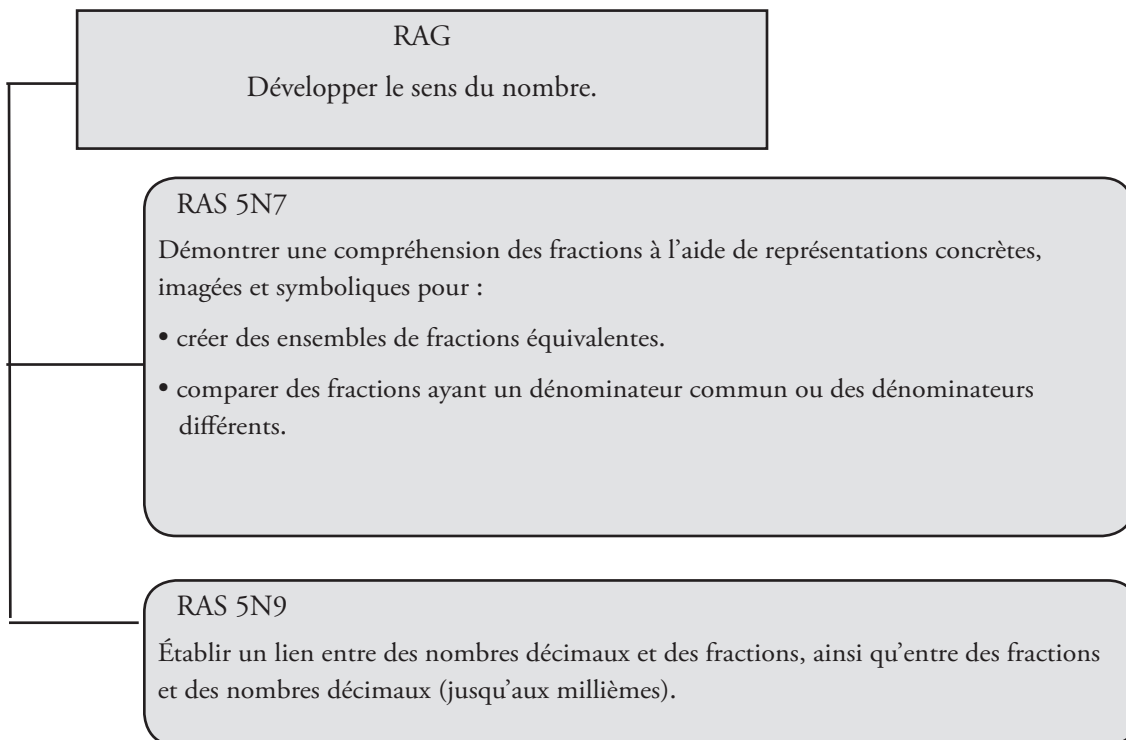 RAG
Développer le sens du nombre.
RAS 5N7
Démontrer une compréhension des fractions à l’aide de représentations concrètes,
imagées et symboliques pour :
• créer des ensembles de fractions équivalentes.
• comparer des fractions ayant un dénominateur commun ou des dénominateurs
différents.
RAS 5N9
Établir un lien entre des nombres décimaux et des fractions, ainsi qu’entre des fractions
et des nombres décimaux (jusqu’aux millièmes).